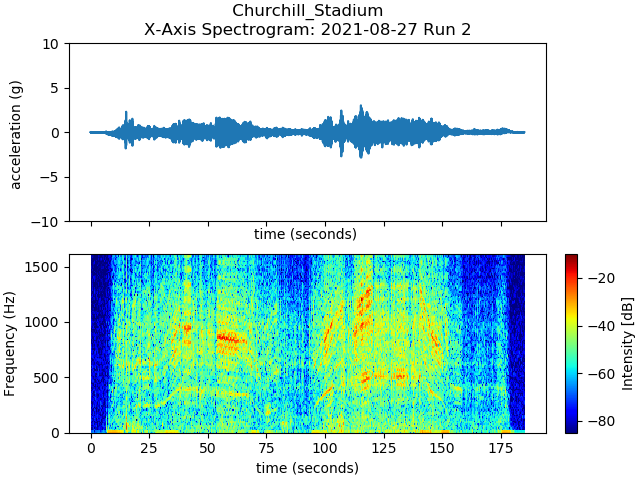 Churchill_Stadium
X-Axis Spectrogram: 2021-08-27 Run 2
10
5
0
−5
−10
acceleration (g)
time (seconds)
1500
1000
500
0
Frequency (Hz)
0 25 50 75 100 125 150 175
time (seconds)
−20
−40
−60
−80
Intensity [dB]